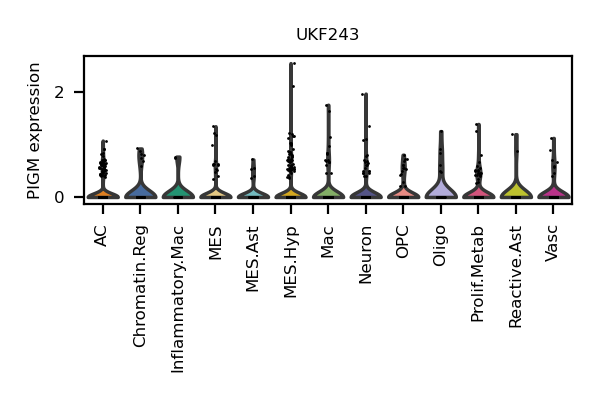 UKF243
PIGM expression
2
0
AC
Chromatin.Reg
Inflammatory.Mac
MES
MES.Ast
MES.Hyp
Mac
Neuron
OPC
Oligo
Prolif.Metab
Reactive.Ast
Vasc